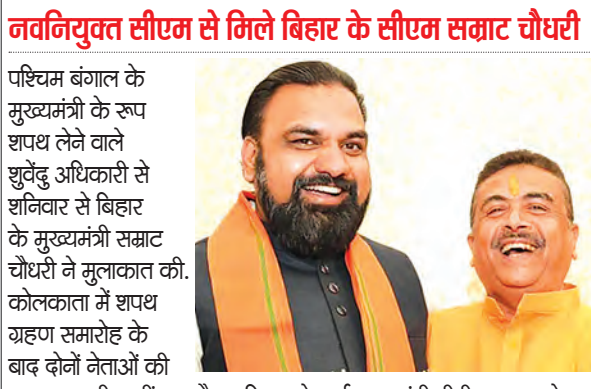 नवनियुक्त सीएम से मिले बिहार के सीएम सम्राट चौधरी
पश्चिम बंगाल के
मुख्यमंत्री के रूप
शपथ लेने वाले
शुवेंदु अधिकारी से
शनिवार से बिहार
के मुख्यमंत्री सम्राट
चौधरी ने मुलाकात की.
कोलकाता में शपथ
ग्रहण समारोह के
बाद दोनों नेताओं की